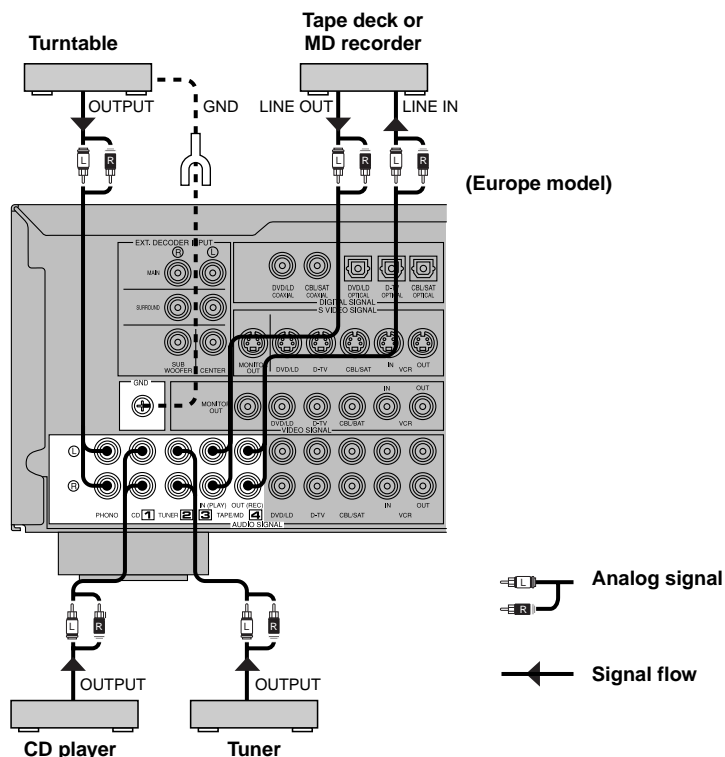 Turntable
Tape deck or
MD recorder
OUTPUT
GND
LINE OUT
LINE IN
L R
L R
L R
(Europe model)
EXT. DECODER INPUT
R L
MAIN
SURROUND
SUB
WOOFER
CENTER
DVD/LD
COAXIAL
CBL/SAT
COAXIAL
DVD/LD
OPTICAL
D-TV
OPTICAL
CBL/SAT
OPTICAL
DIGITAL SIGNAL
S VIDEO SIGNAL
MONITOR
OUT
DVD/LD D-TV CBL/SAT IN VCR OUT
GND
MONITOR
OUT
DVD/LD D-TV CBL/SAT IN VCR OUT
VIDEO SIGNAL
L
R
PHONO CD 1 TUNER 2 IN (PLAY) 3 TAPE/MD OUT (REC) 4 DVD/LD D-TV CBL/SAT IN VCR OUT
AUDIO SIGNAL
L R
L R
OUTPUT
OUTPUT
CD player
Tuner
L
R
Analog signal
Signal flow